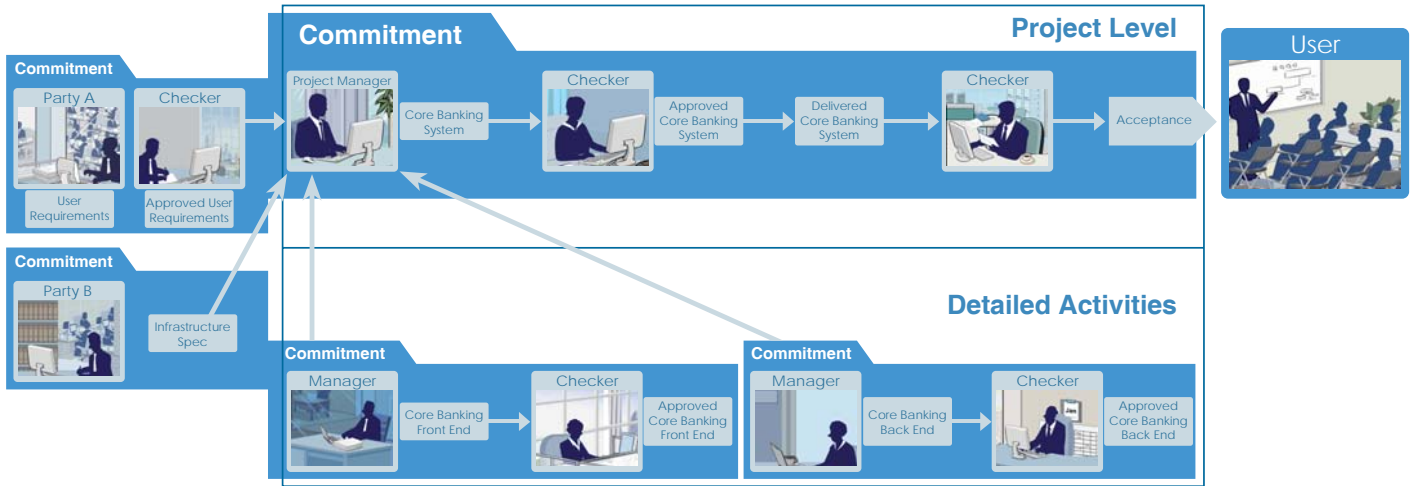 Commitment
Project Level
User
Commitment
Party A
Checker
User
Requirements
Approved User
Requirements
Project Manager
Core Banking
System
Checker
Approved
Core Banking
System
Delivered
Core Banking
System
Checker
Acceptance
Commitment
Party B
Infrastructure
Spec
Detailed Activities
Commitment
Manager
Core Banking
Front End
Checker
Approved
Core Banking
Front End
Commitment
Manager
Core Banking
Back End
Checker
Jan
Approved
Core Banking
Back End